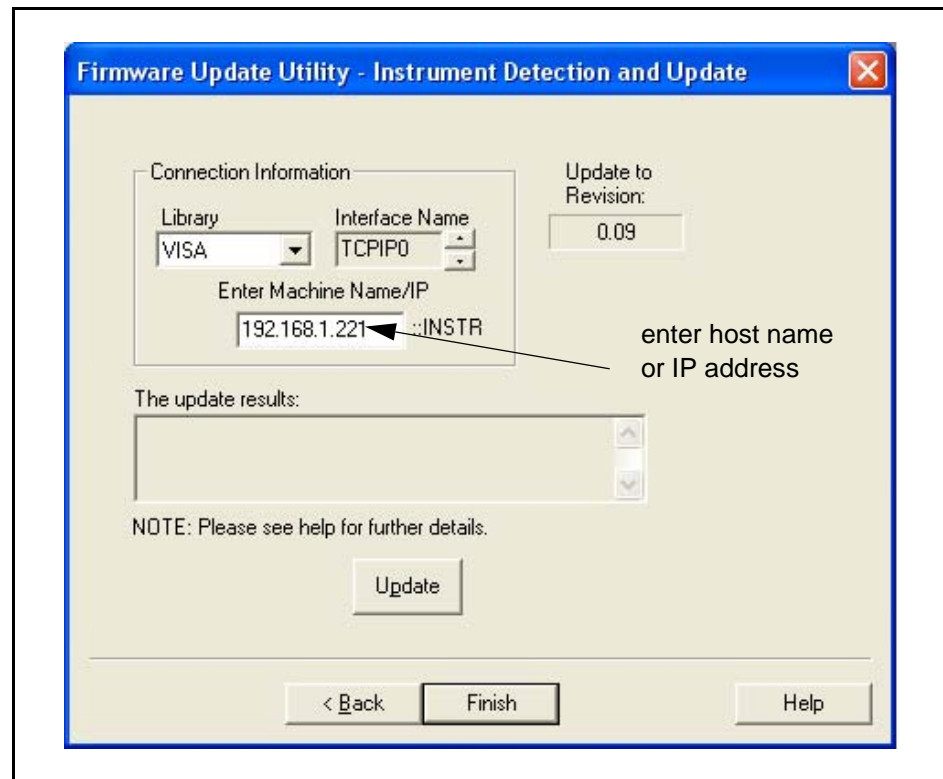 Firmware Update Utility - Instrument Detection and Update
Connection Information
Library
Interface Name
VISA
TCPIP0
Enter Machine Name/IP
192.168.1.221
::INSTR
Update to
Revision:
0.09
enter host name
or IP address
The update results:
NOTE: Please see help for further details.
Update
< Back
Finish
Help